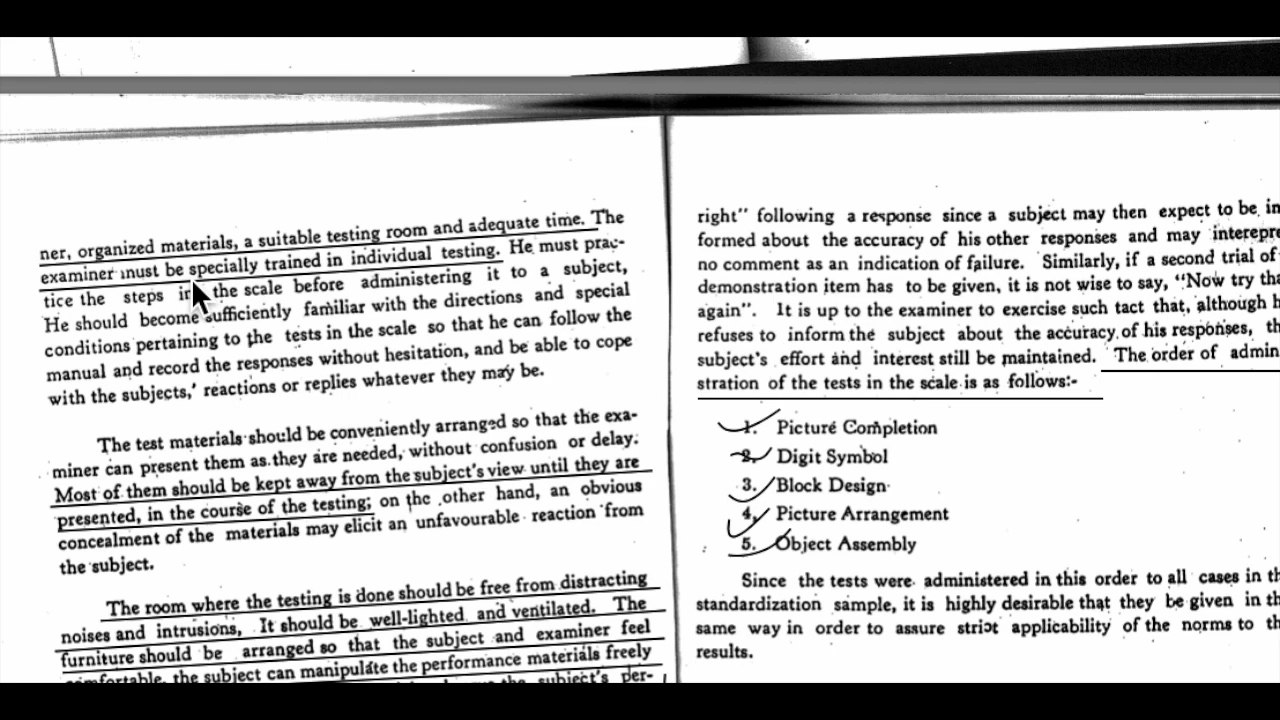 ner, organized materials, a suitable testing room and adequate time. The
examiner must be specially trained in individual testing. He must prac-
tice the steps in the scale before administering it to a subject,
He should become sufficiently familiar with the directions and special
conditions pertaining to the tests in the scale so that he can follow the
manual and record the responses without hesitation, and be able to cope
with the subjects,' reactions or replies whatever they may be.
The test materials should be conveniently arranged so that the exa-
miner can present them as they are needed, without confusion or delay.
Most of them should be kept away from the subject's view until they are
presented, in the course of the testing; on the other hand, an obvious
concealment of the materials may elicit an unfavourable reaction from
the subject.
The room where the testing is done should be free from distracting
noises and intrusions, It should be well-lighted and ventilated. The
furniture should be arranged so that the subject and examiner feel
comfortable, the subject can manipulate the performance materials freely
the subject's per-
right" following a response since a subject may then expect to be in
formed about the accuracy of his other responses and may interepre
no comment as an indication of failure. Similarly, if a second trial of
demonstration item has to be given, it is not wise to say, "Now try tha
again". It is up to the examiner to exercise such tact that, although h
refuses to inform the subject about the accuracy of his responses, th
subject's effort and interest still be maintained. The order of admin
stration of the tests in the scale is as follows:-
1. Picture Completion
2. Digit Symbol
3. Block Design
4. Picture Arrangement
5. Object Assembly
Since the tests were administered in this order to all cases in th
standardization sample, it is highly desirable that they be given in th
same way in order to assure strict applicability of the norms to th
results.